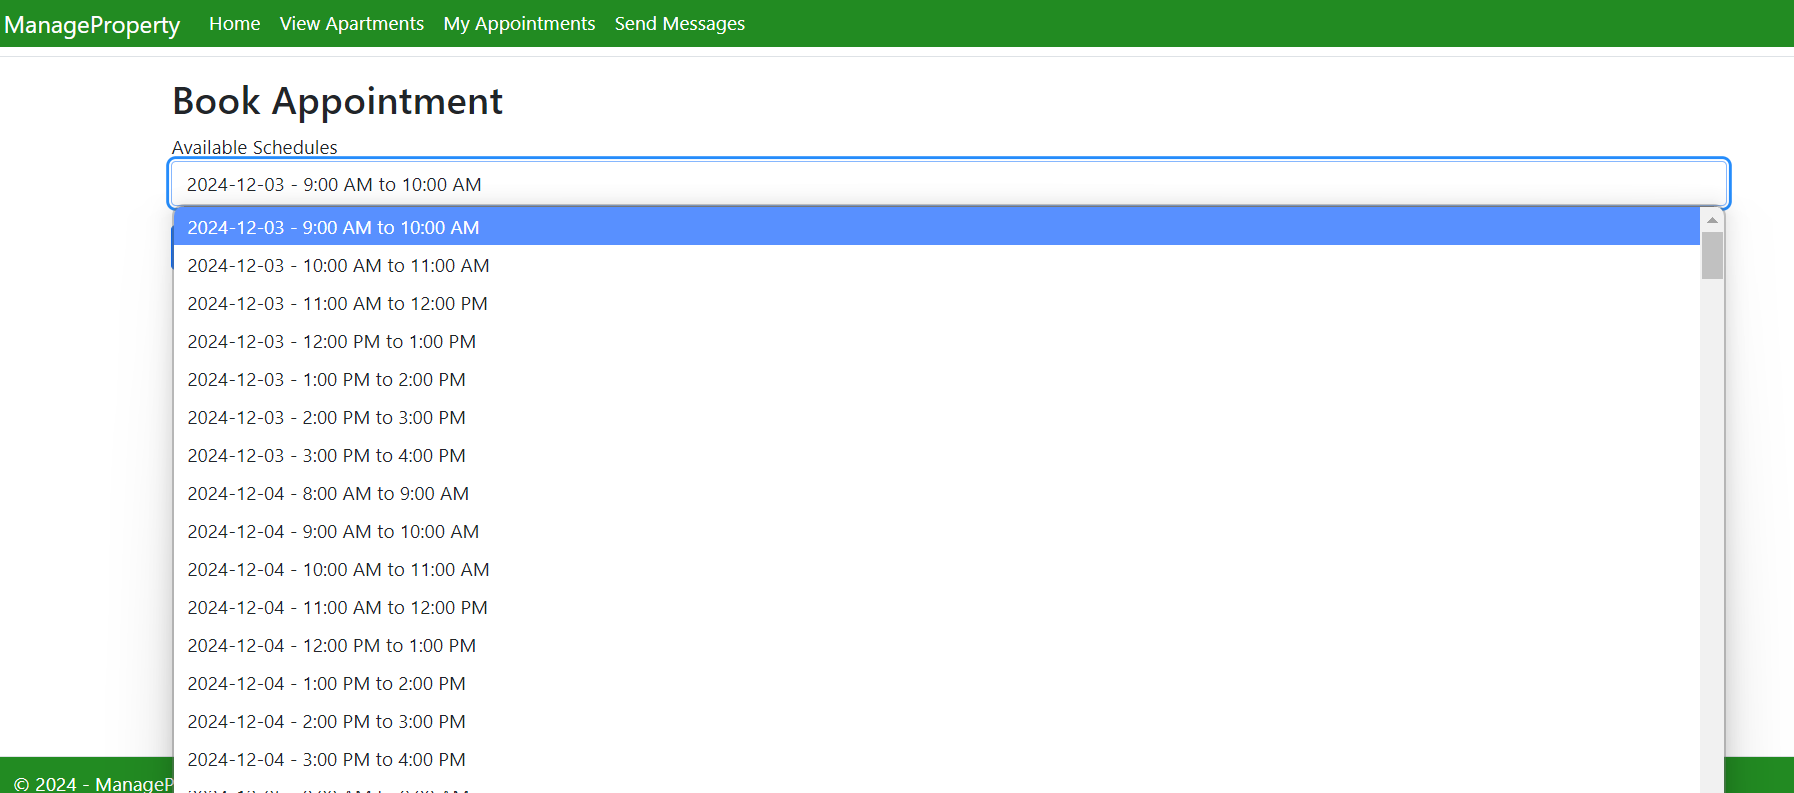 ManageProperty Home View Apartments My Appointments Send Messages
Book Appointment
Available Schedules
2024-12-03 - 9:00 AM to 10:00 AM
2024-12-03 - 9:00 AM to 10:00 AM
2024-12-03 - 10:00 AM to 11:00 AM
2024-12-03 - 11:00 AM to 12:00 PM
2024-12-03 - 12:00 PM to 1:00 PM
2024-12-03 - 1:00 PM to 2:00 PM
2024-12-03 - 2:00 PM to 3:00 PM
2024-12-03 - 3:00 PM to 4:00 PM
2024-12-04 - 8:00 AM to 9:00 AM
2024-12-04 - 9:00 AM to 10:00 AM
2024-12-04 - 10:00 AM to 11:00 AM
2024-12-04 - 11:00 AM to 12:00 PM
2024-12-04 - 12:00 PM to 1:00 PM
2024-12-04 - 1:00 PM to 2:00 PM
2024-12-04 - 2:00 PM to 3:00 PM
2024-12-04 - 3:00 PM to 4:00 PM
© 2024 - ManageP